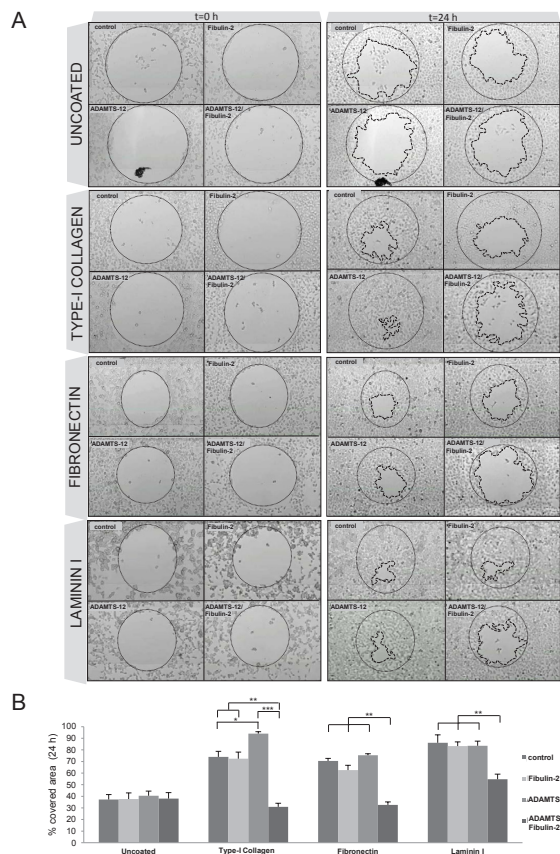 A
t=0 h
t=24 h
UNCOATED
control
Fibulin-2
control
Fibulin-2
ADAMTS-12
ADAMTS-12/
Fibulin-2
ADAMTS-12
ADAMTS-12/
Fibulin-2
TYPE-I COLLAGEN
control
Fibulin-2
control
Fibulin-2
ADAMTS-12
ADAMTS-12/
Fibulin-2
ADAMTS-12
ADAMTS-12/
Fibulin-2
FIBRONECTIN
control
Fibulin-2
control
Fibulin-2
ADAMTS-12
ADAMTS-12/
Fibulin-2
ADAMTS-12
ADAMTS-12/
Fibulin-2
LAMININ I
control
Fibulin-2
control
Fibulin-2
ADAMTS-12
ADAMTS-12/
Fibulin-2
ADAMTS-12
ADAMTS-12/
Fibulin-2
B
% covered area (24 h)
100
90
80
70
60
50
40
30
20
10
0
** 
* ***
**
**
control
Fibulin-2
ADAMTS
ADAMTS
Fibulin-2
Uncoated Type-I Collagen Fibronectin Laminin I